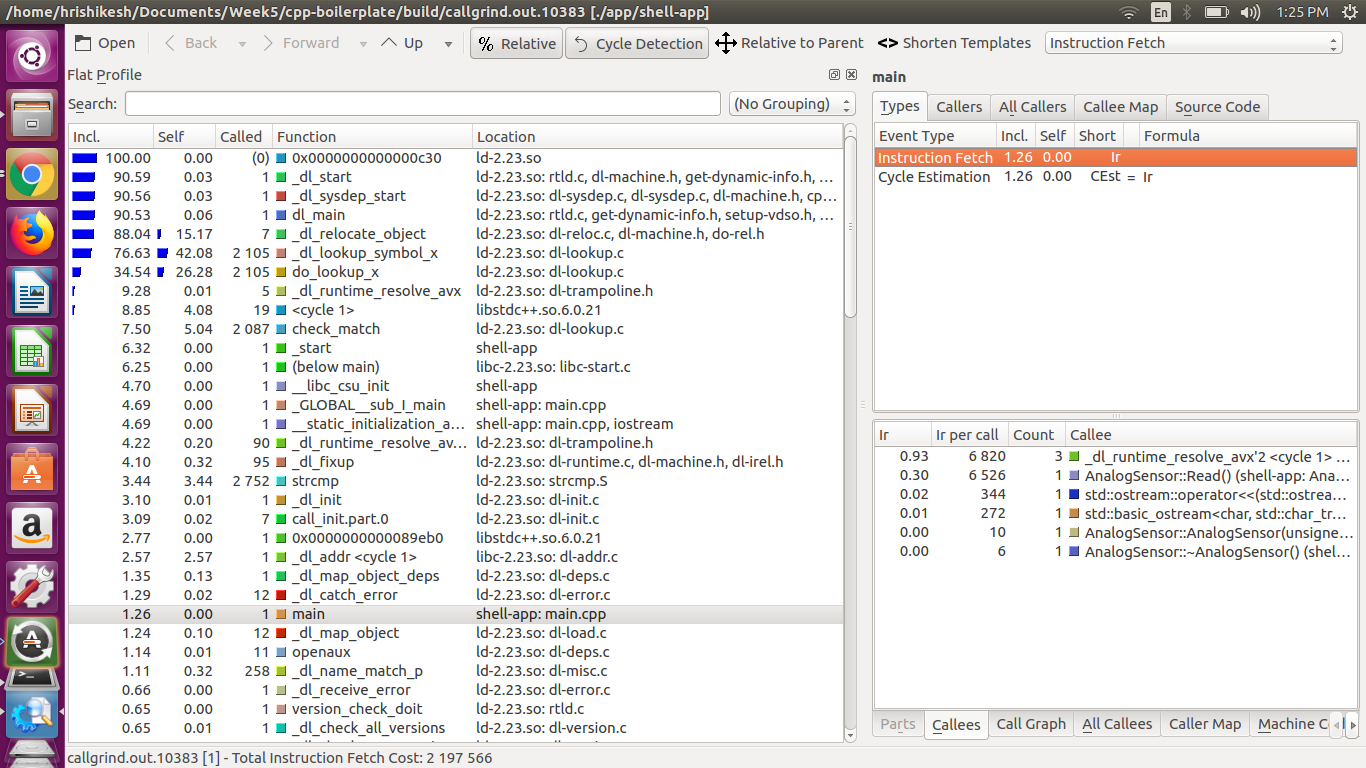 /home/hrishikesh/Documents/Week5/cpp-boilerplate/build/callgrind.out.10383 [./app/shell-app]
En
1:25 PM
Open
Back
Forward
Up
% Relative
Cycle Detection
Relative to Parent
<> Shorten Templates
Instruction Fetch
Flat Profile
Search:
(No Grouping)
Incl. Self Called Function Location
100.00 0.00 (0) 0x0000000000000c30 ld-2.23.so
90.59 0.03 1 _dl_start ld-2.23.so: rtld.c, dl-machine.h, get-dynamic-info.h, ...
90.56 0.03 1 _dl_sysdep_start ld-2.23.so: dl-sysdep.c, dl-sysdep.c, dl-machine.h, cp...
90.53 0.06 1 dl_main ld-2.23.so: rtld.c, get-dynamic-info.h, setup-vdso.h, ...
88.04 15.17 7 _dl_relocate_object ld-2.23.so: dl-reloc.c, dl-machine.h, do-rel.h
76.63 42.08 2 105 _dl_lookup_symbol_x ld-2.23.so: dl-lookup.c
34.54 26.28 2 105 do_lookup_x ld-2.23.so: dl-lookup.c
9.28 0.01 5 _dl_runtime_resolve_avx ld-2.23.so: dl-trampoline.h
8.85 4.08 19 <cycle 1> libstdc++.so.6.0.21
7.50 5.04 2 087 check_match ld-2.23.so: dl-lookup.c
6.32 0.00 1 _start shell-app
6.25 0.00 1 (below main) libc-2.23.so: libc-start.c
4.70 0.00 1 __libc_csu_init shell-app
4.69 0.00 1 _GLOBAL__sub_I_main shell-app: main.cpp
4.69 0.00 1 __static_initialization_a... shell-app: main.cpp, iostream
4.22 0.20 90 _dl_runtime_resolve_av... ld-2.23.so: dl-trampoline.h
4.10 0.32 95 _dl_fixup ld-2.23.so: dl-runtime.c, dl-machine.h, dl-irel.h
3.44 3.44 2 752 strcmp ld-2.23.so: strcmp.S
3.10 0.01 1 _dl_init ld-2.23.so: dl-init.c
3.09 0.02 7 call_init.part.0 ld-2.23.so: dl-init.c
2.77 0.00 1 0x0000000000089eb0 libstdc++.so.6.0.21
2.57 2.57 1 _dl_addr <cycle 1> libc-2.23.so: dl-addr.c
1.35 0.13 1 _dl_map_object_deps ld-2.23.so: dl-deps.c
1.29 0.02 12 _dl_catch_error ld-2.23.so: dl-error.c
1.26 0.00 1 main shell-app: main.cpp
1.24 0.10 12 _dl_map_object ld-2.23.so: dl-load.c
1.14 0.01 11 openaux ld-2.23.so: dl-deps.c
1.11 0.32 258 _dl_name_match_p ld-2.23.so: dl-misc.c
0.66 0.00 1 _dl_receive_error ld-2.23.so: dl-error.c
0.65 0.00 1 version_check_doit ld-2.23.so: rtld.c
0.65 0.01 1 _dl_check_all_versions ld-2.23.so: dl-version.c
main
Types Callers All Callers Callee Map Source Code
Event Type Incl. Self Short Formula
Instruction Fetch 1.26 0.00 Ir
Cycle Estimation 1.26 0.00 CEst = Ir
Ir Ir per call Count Callee
0.93 6 820 3 _dl_runtime_resolve_avx'2 <cycle 1> ...
0.30 6 526 1 AnalogSensor::Read() (shell-app: Ana...
0.02 344 1 std::ostream::operator<<(std::ostrea...
0.01 272 1 std::basic_ostream<char, std::char_tr...
0.00 10 1 AnalogSensor::AnalogSensor(unsigne...
0.00 6 1 AnalogSensor::~AnalogSensor() (shel...
Parts Callees Call Graph All Callees Caller Map Machine C
callgrind.out.10383 [1] - Total Instruction Fetch Cost: 2 197 566